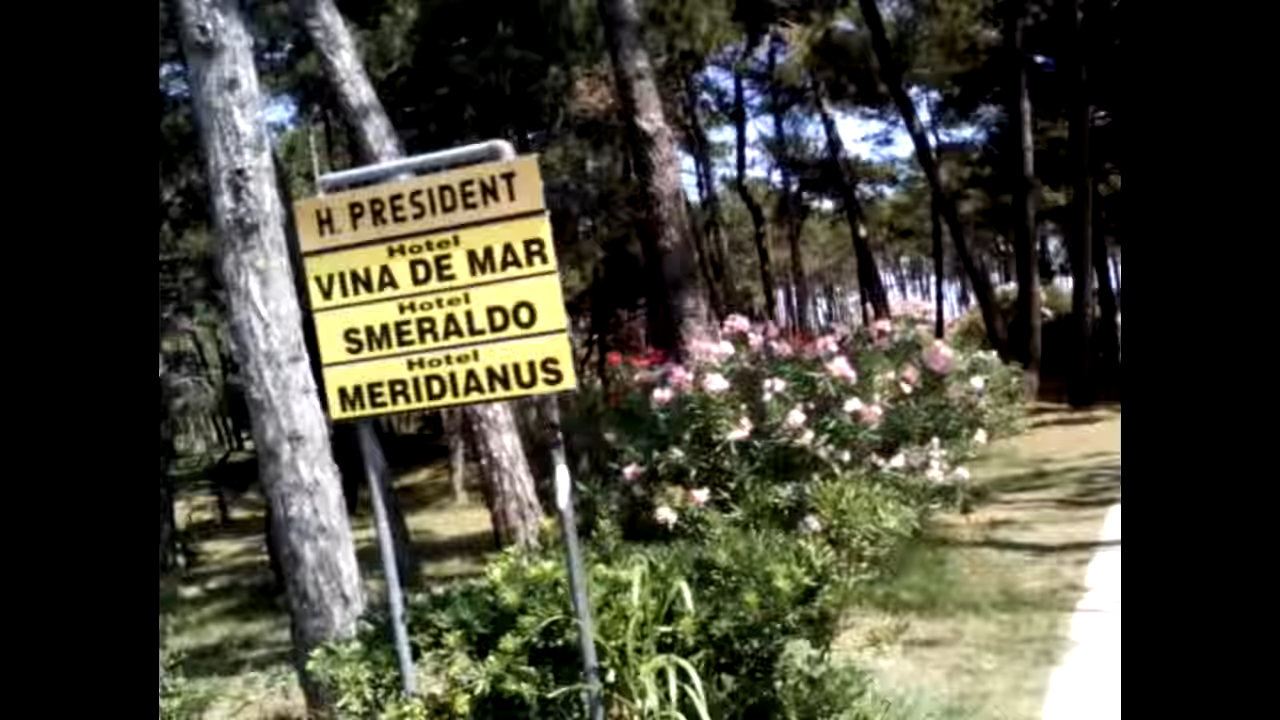 H. PRESIDENT
Hotel
VINA DE MAR
Hotel
SMERALDO
Hotel
MERIDIANUS